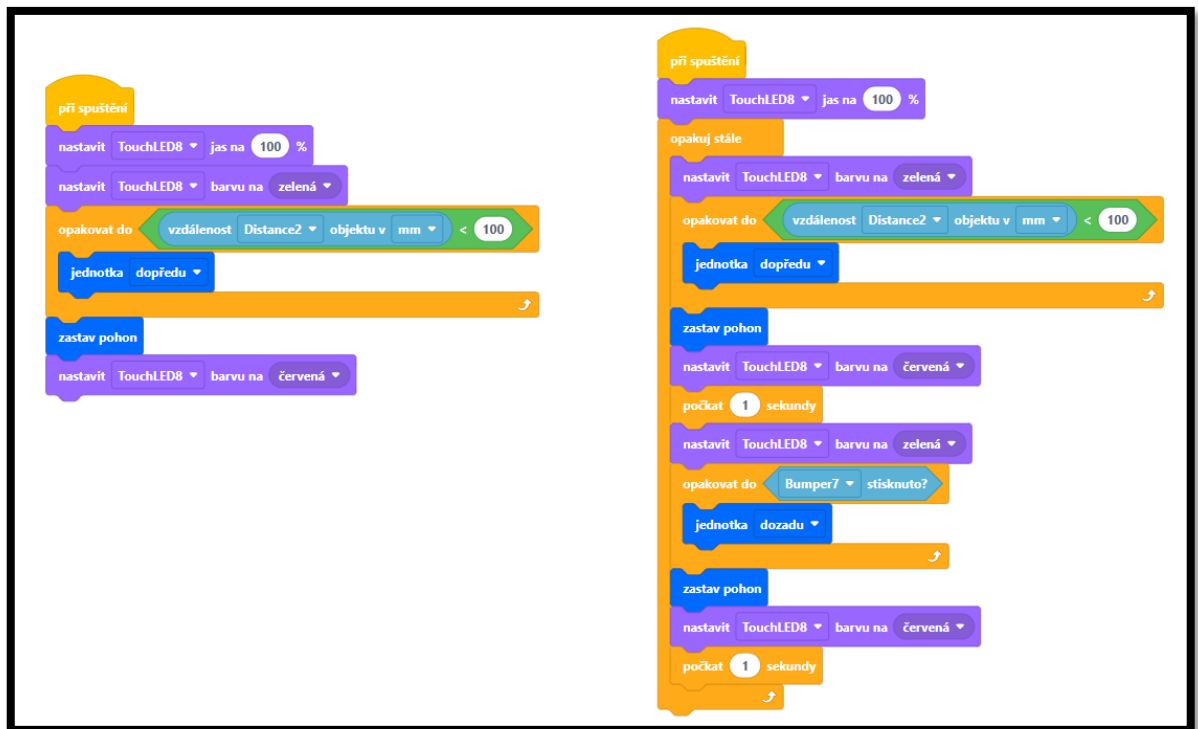 při spuštění
nastavit TouchLED8 jas na 100 %
nastavit TouchLED8 barvu na zelená
opakovat do vzdálenost Distance2 objektu v mm < 100
jednotka dopředu
zastav pohon
nastavit TouchLED8 barvu na červená
při spuštění
nastavit TouchLED8 jas na 100 %
opakuj stále
nastavit TouchLED8 barvu na zelená
opakovat do vzdálenost Distance2 objektu v mm < 100
jednotka dopředu
zastav pohon
nastavit TouchLED8 barvu na červená
počkat 1 sekundy
nastavit TouchLED8 barvu na zelená
opakovat do Bumper7 stisknuto?
jednotka dozadu
zastav pohon
nastavit TouchLED8 barvu na červená
počkat 1 sekundy